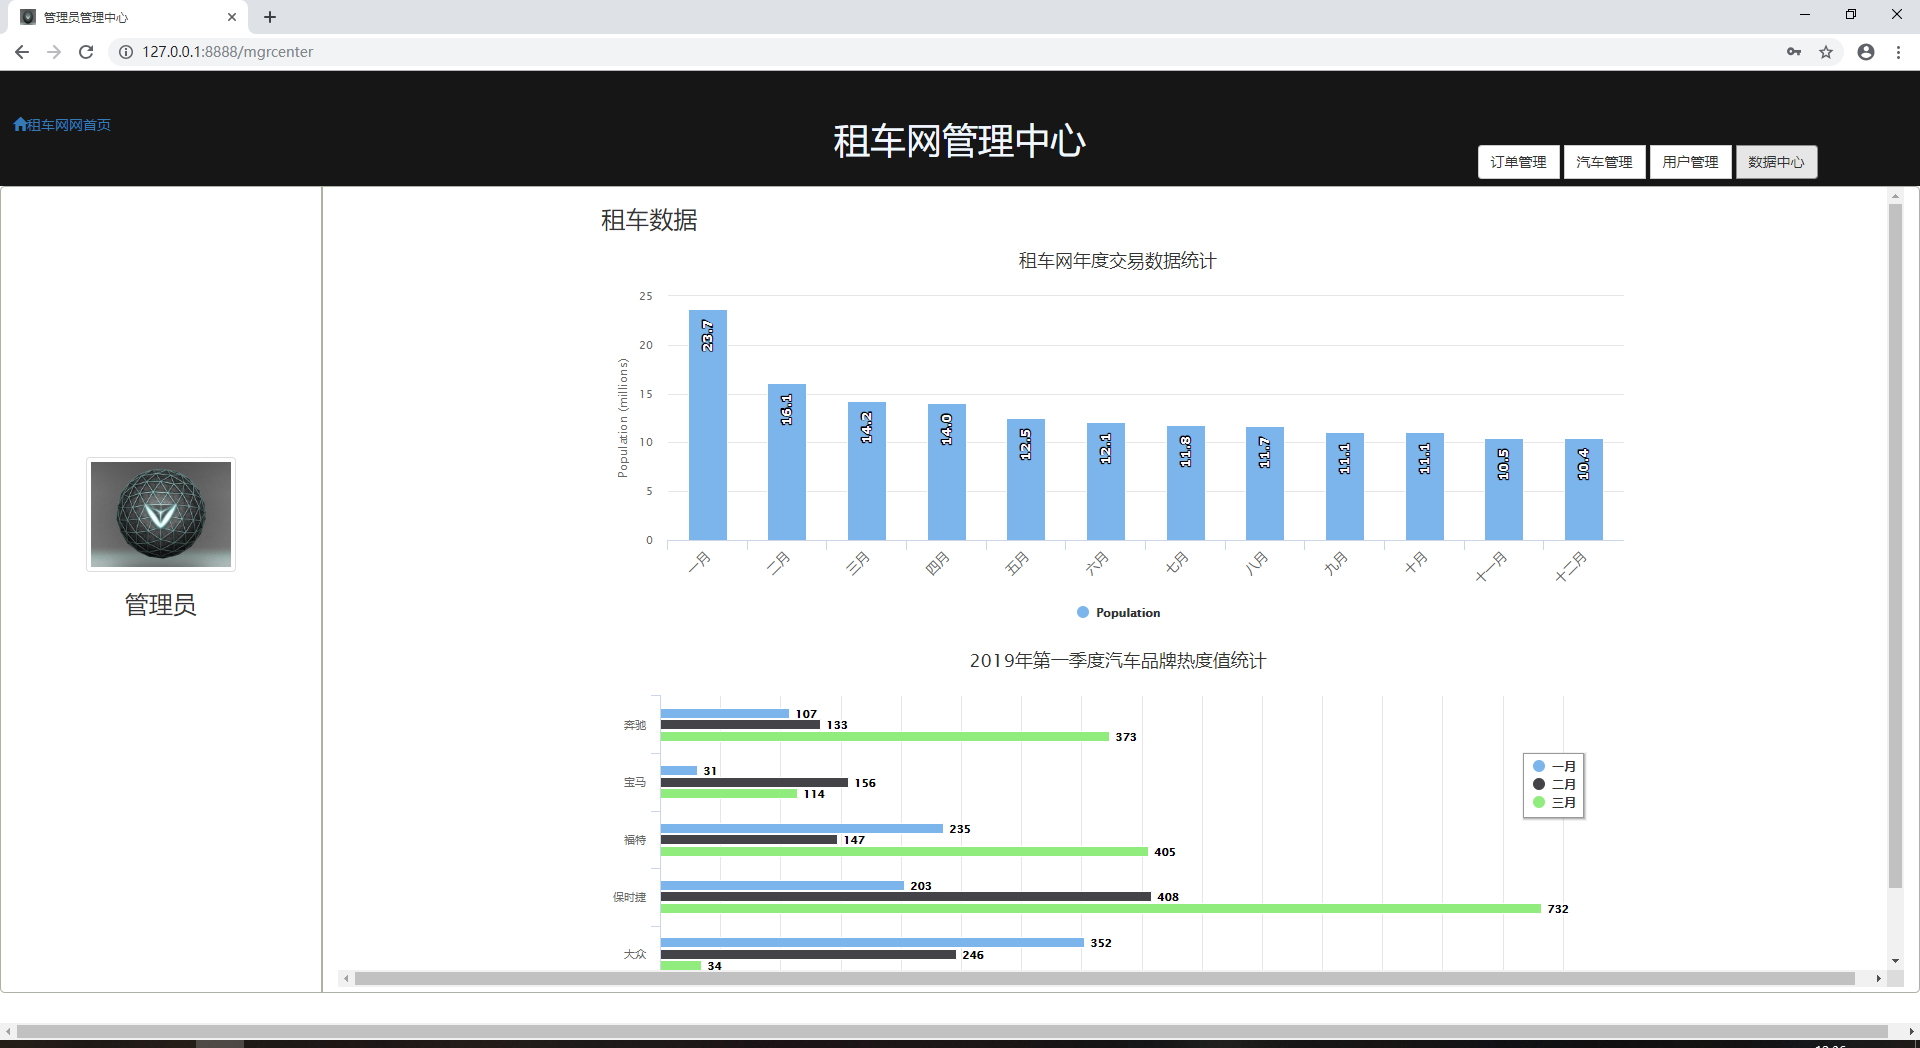 管理员管理中心
127.0.0.1:8888/mgrcenter
租车网网首页
租车网管理中心
订单管理 汽车管理 用户管理 数据中心
租车数据
租车网年度交易数据统计
Population (millions)
25
20
15
10
5
0
23.7 16.1 14.2 14.0 12.5 12.1 11.8 11.7 11.1 11.1 10.5 10.4
一月 二月 三月 四月 五月 六月 七月 八月 九月 十月 十一月 十二月
Population
管理员
2019年第一季度汽车品牌热度值统计
奔驰
107
133
373
宝马
31
156
114
福特
235
147
405
保时捷
203
408
732
大众
352
246
34
一月
二月
三月